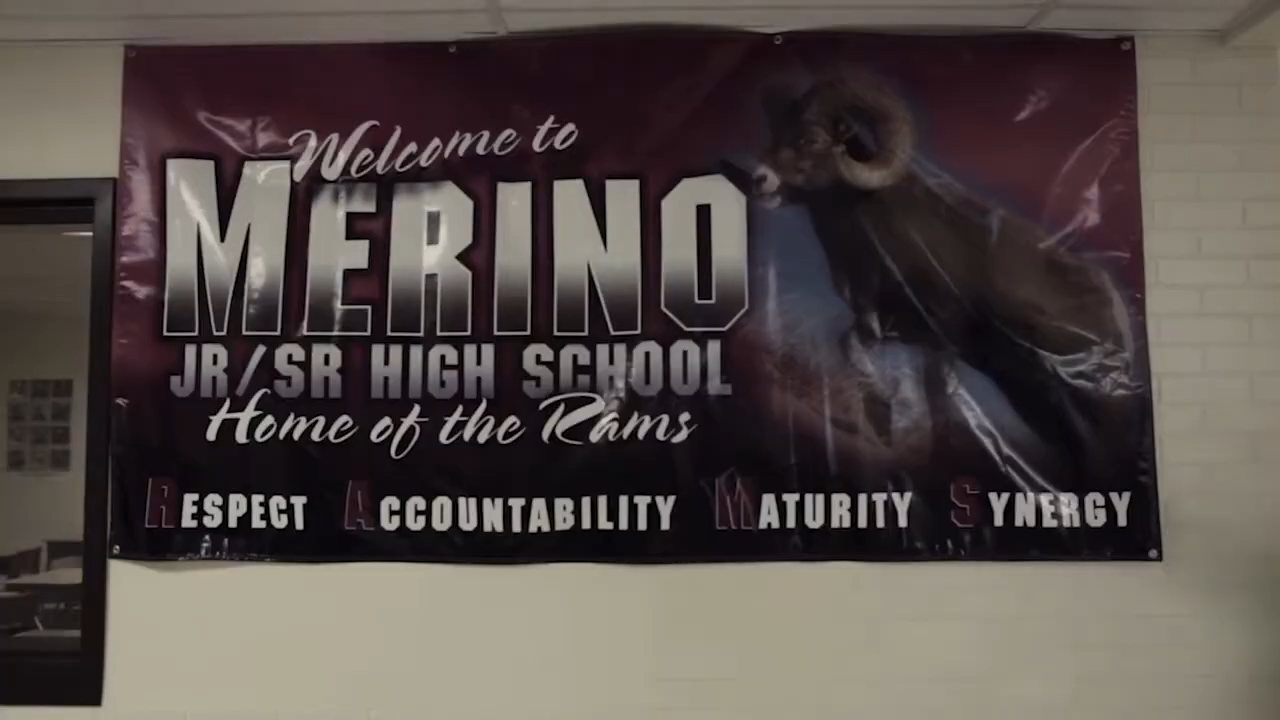 Welcome to
MERINO
JR/SR HIGH SCHOOL
Home of the Rams
RESPECT ACCOUNTABILITY MATURITY SYNERGY